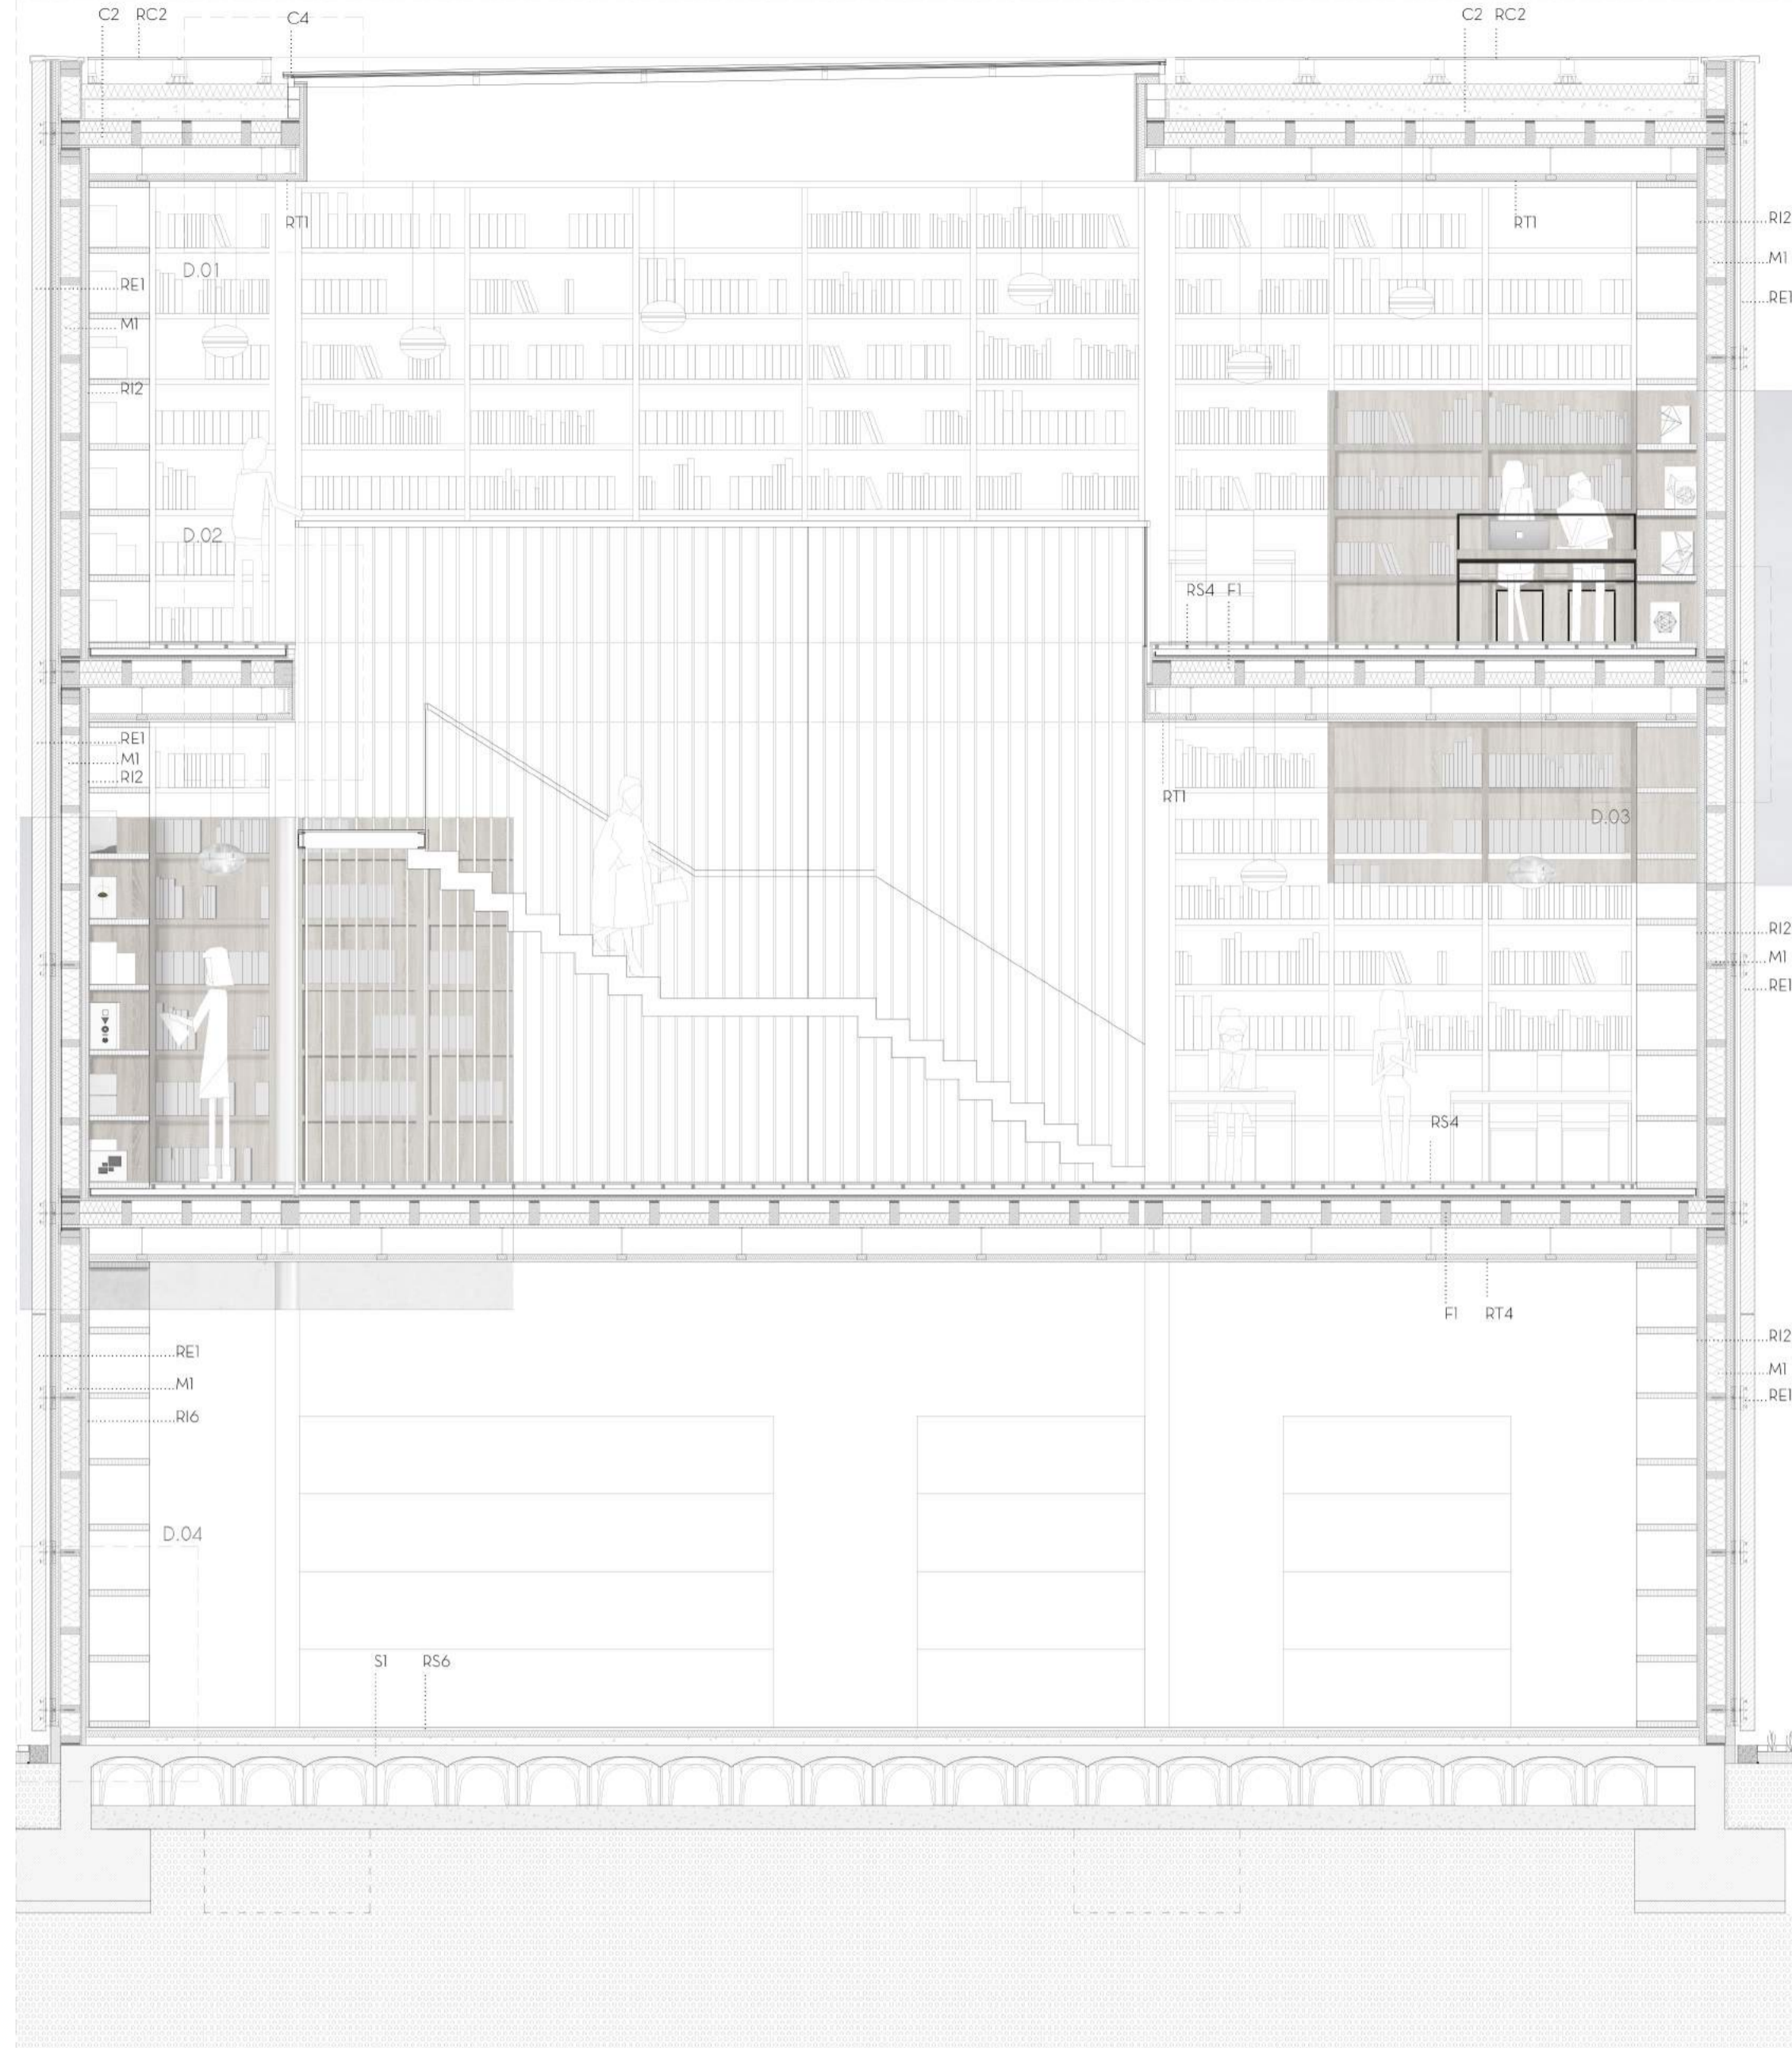 C2 RC2 C4 C2 RC2
RT1 RT1 RI2
M1
D.01
RE1 RE1
M1
RI2
D.02
RS4 F1
RE1
M1
RI2
RT1
D.03
RI2
M1
RE1
RS4
F1 RT4
RE1 RI2
M1 M1
RI6 RE1
D.04
S1 RS6